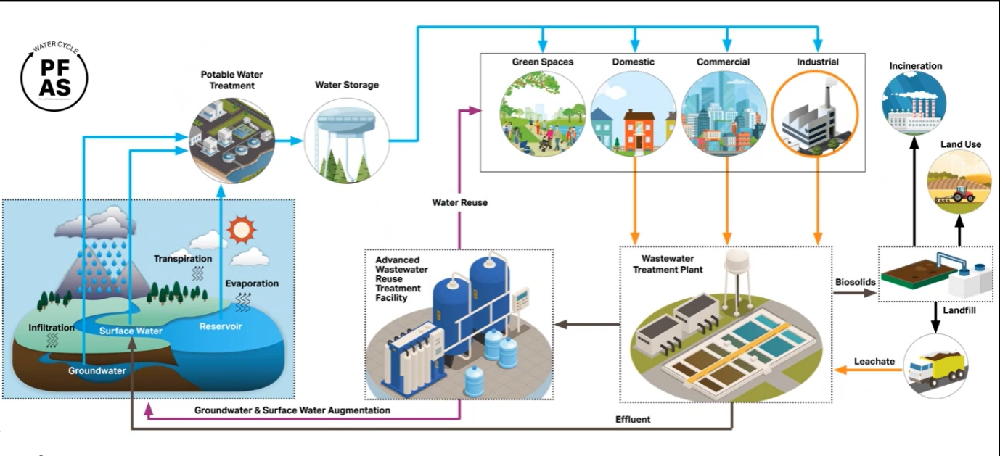 WATER CYCLE
PF
AS
Potable Water
Treatment
Water Storage
Green Spaces
Domestic
Commercial
Industrial
Incineration
Land Use
Water Reuse
Transpiration
Evaporation
Infiltration
Surface Water
Reservoir
Groundwater
Advanced
Wastewater
Reuse
Treatment
Facility
Wastewater
Treatment Plant
Biosolids
Landfill
Leachate
Groundwater & Surface Water Augmentation
Effluent